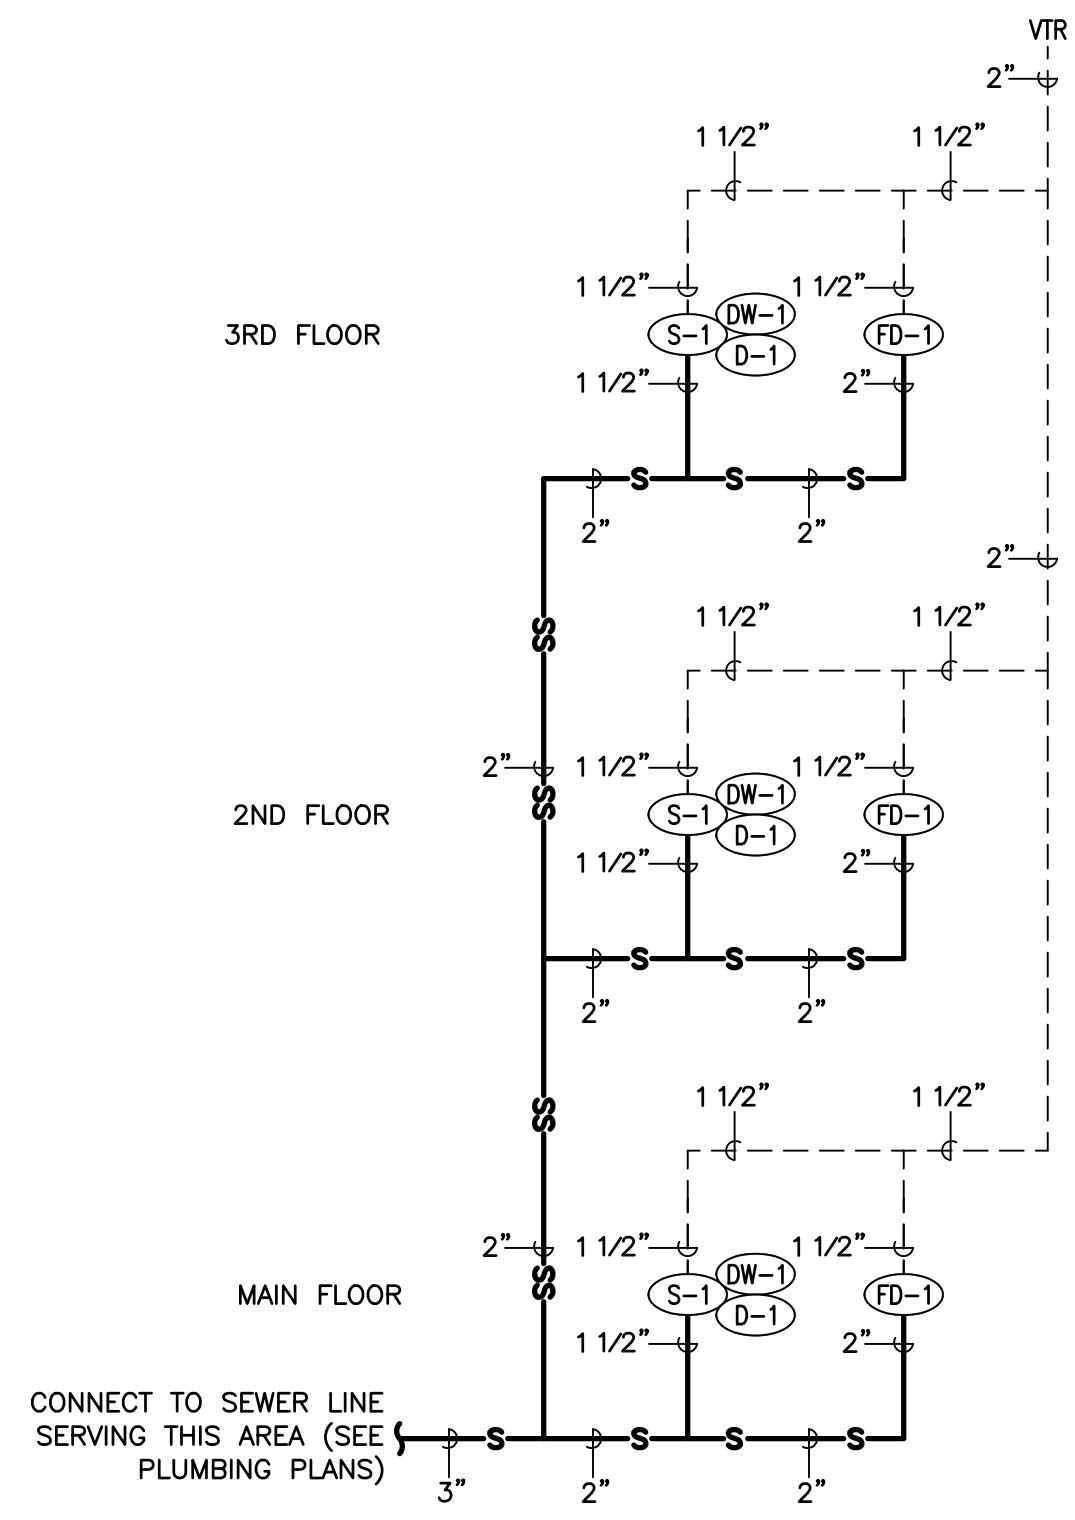 VTR
2”
1 1/2” 1 1/2”
1 1/2” 1 1/2”
DW-1
3RD FLOOR S-1 FD-1
D-1
1 1/2” 2”
S S S
2” 2”
2”
1 1/2” 1 1/2”
SS
2” 1 1/2” 1 1/2”
DW-1
SS
2ND FLOOR S-1 FD-1
D-1
1 1/2” 2”
S S S
2” 2”
1 1/2” 1 1/2”
SS
2” 1 1/2” 1 1/2”
DW-1
SS
MAIN FLOOR S-1 FD-1
D-1
1 1/2” 2”
CONNECT TO SEWER LINE
SERVING THIS AREA (SEE S S S S
PLUMBING PLANS)
3” 2” 2”